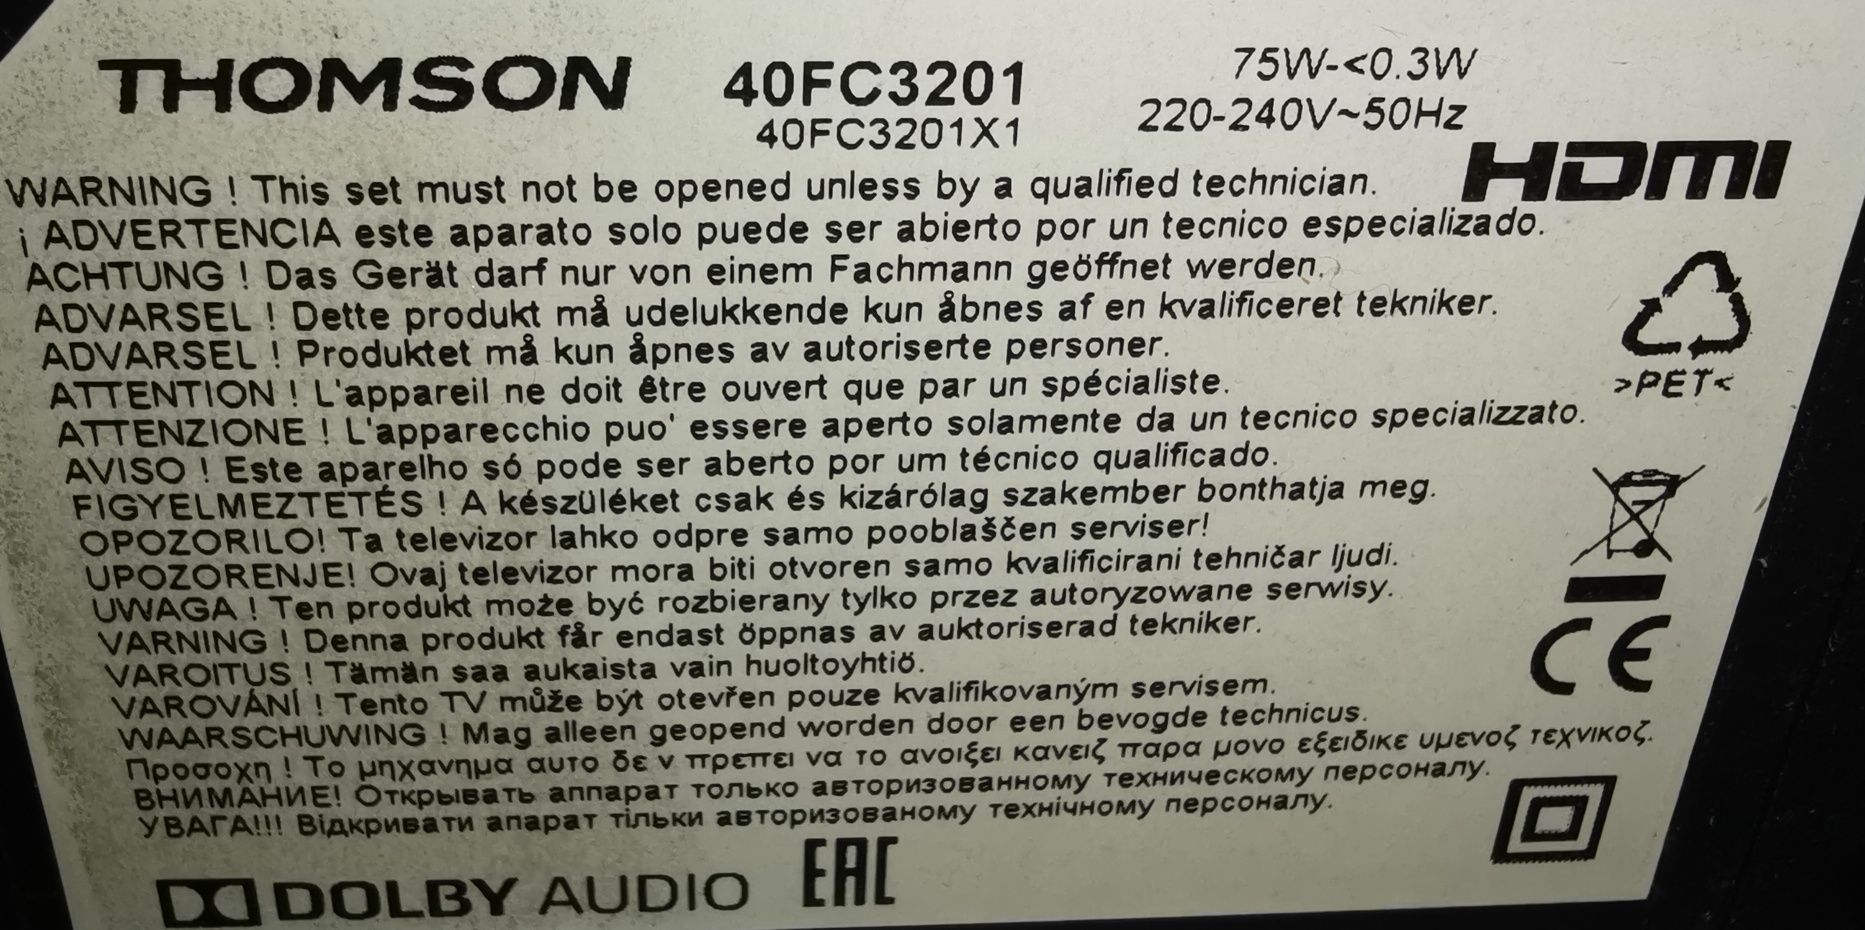 THOMSON 40FC3201 75W-<0.3W
40FC3201X1 220-240V~50Hz
HDMI
WARNING ! This set must not be opened unless by a qualified technician.
¡ ADVERTENCIA este aparato solo puede ser abierto por un tecnico especializado.
ACHTUNG ! Das Gerät darf nur von einem Fachmann geöffnet werden.
ADVARSEL ! Dette produkt må udelukkende kun åbnes af en kvalificeret tekniker.
ADVARSEL ! Produktet må kun åpnes av autoriserte personer.
ATTENTION ! L'appareil ne doit être ouvert que par un spécialiste.
>PET<
ATTENZIONE ! L'apparecchio puo' essere aperto solamente da un tecnico specializzato.
AVISO ! Este aparelho só pode ser aberto por um técnico qualificado.
FIGYELMEZTETÉS ! A készüléket csak és kizárólag szakember bonthatja meg.
OPOZORILO! Ta televizor lahko odpre samo pooblaščen serviser!
UPOZORENJE! Ovaj televizor mora biti otvoren samo kvalificirani tehničar ljudi.
UWAGA ! Ten produkt może być rozbierany tylko przez autoryzowane serwisy.
VARNING ! Denna produkt får endast öppnas av auktoriserad tekniker.
VAROITUS ! Tämän saa aukaista vain huoltoyhtiö.
VAROVÁNÍ ! Tento TV může být otevřen pouze kvalifikovaným servisem.
WAARSCHUWING ! Mag alleen geopend worden door een bevogde technicus.
Προσοχη ! Το μηχανημα αυτο δε ν πρεπει να το ανοιξει κανειζ παρα μονο εξειδικε υμενοζ τεχνικοζ.
ВНИМАНИЕ! Открывать аппарат только авторизованному техническому персоналу.
УВАГА!!! Відкривати апарат тільки авторизованому технічному персоналу.
CE
DOLBY AUDIO EAC